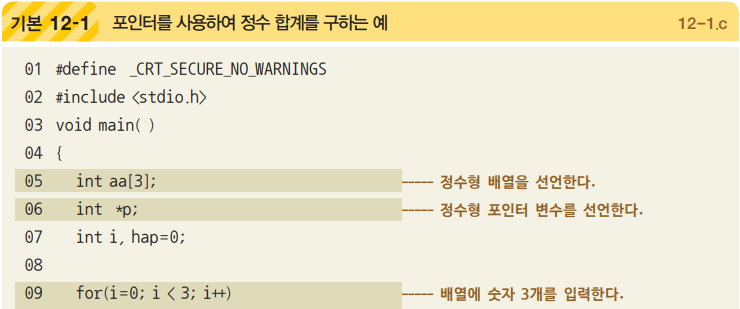 기본 12-1 포인터를 사용하여 정수 합계를 구하는 예 12-1.c
01 #define _CRT_SECURE_NO_WARNINGS
02 #include <stdio.h>
03 void main( )
04 {
05 int aa[3]; ----- 정수형 배열을 선언한다.
06 int *p; ----- 정수형 포인터 변수를 선언한다.
07 int i, hap=0;
08
09 for(i=0; i < 3; i++) ----- 배열에 숫자 3개를 입력한다.